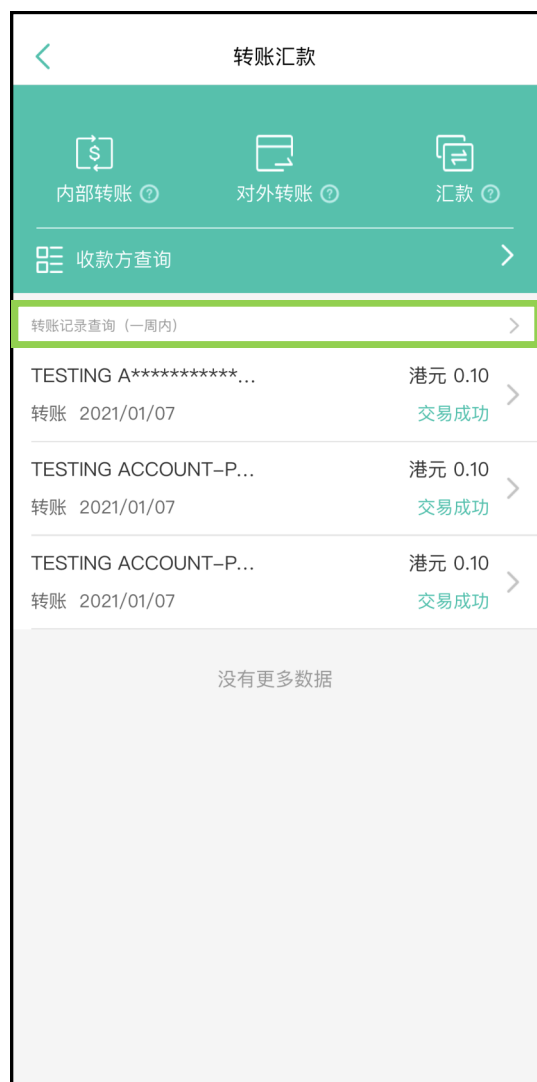 转账汇款
内部转账 对外转账 汇款
收款方查询
转账记录查询（一周内）
TESTING A***********... 港元 0.10
转账 2021/01/07 交易成功
TESTING ACCOUNT-P... 港元 0.10
转账 2021/01/07 交易成功
TESTING ACCOUNT-P... 港元 0.10
转账 2021/01/07 交易成功
没有更多数据